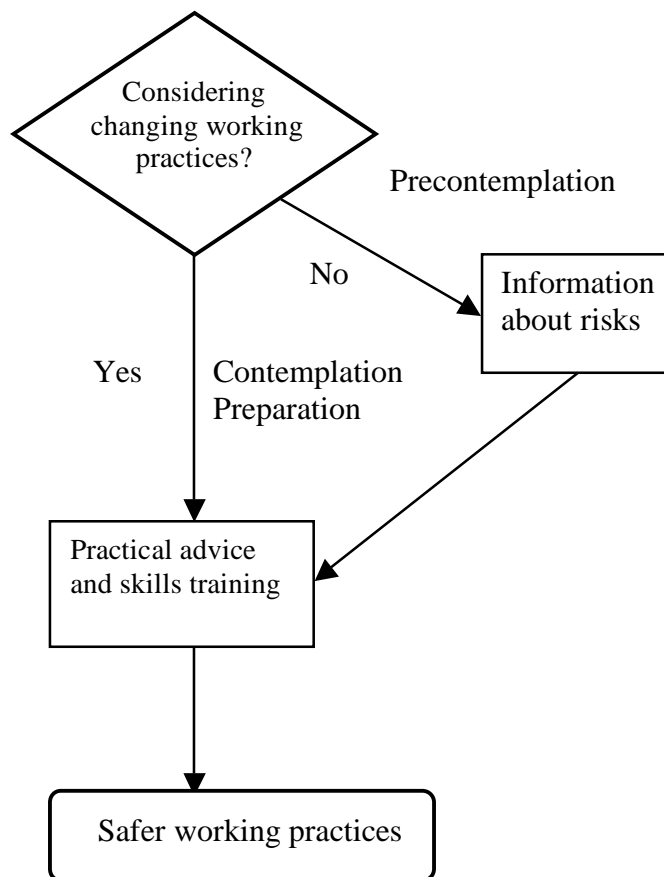 Considering
changing working
practices?
Precontemplation
No
Information
about risks
Yes
Contemplation
Preparation
Practical advice
and skills training
Safer working practices